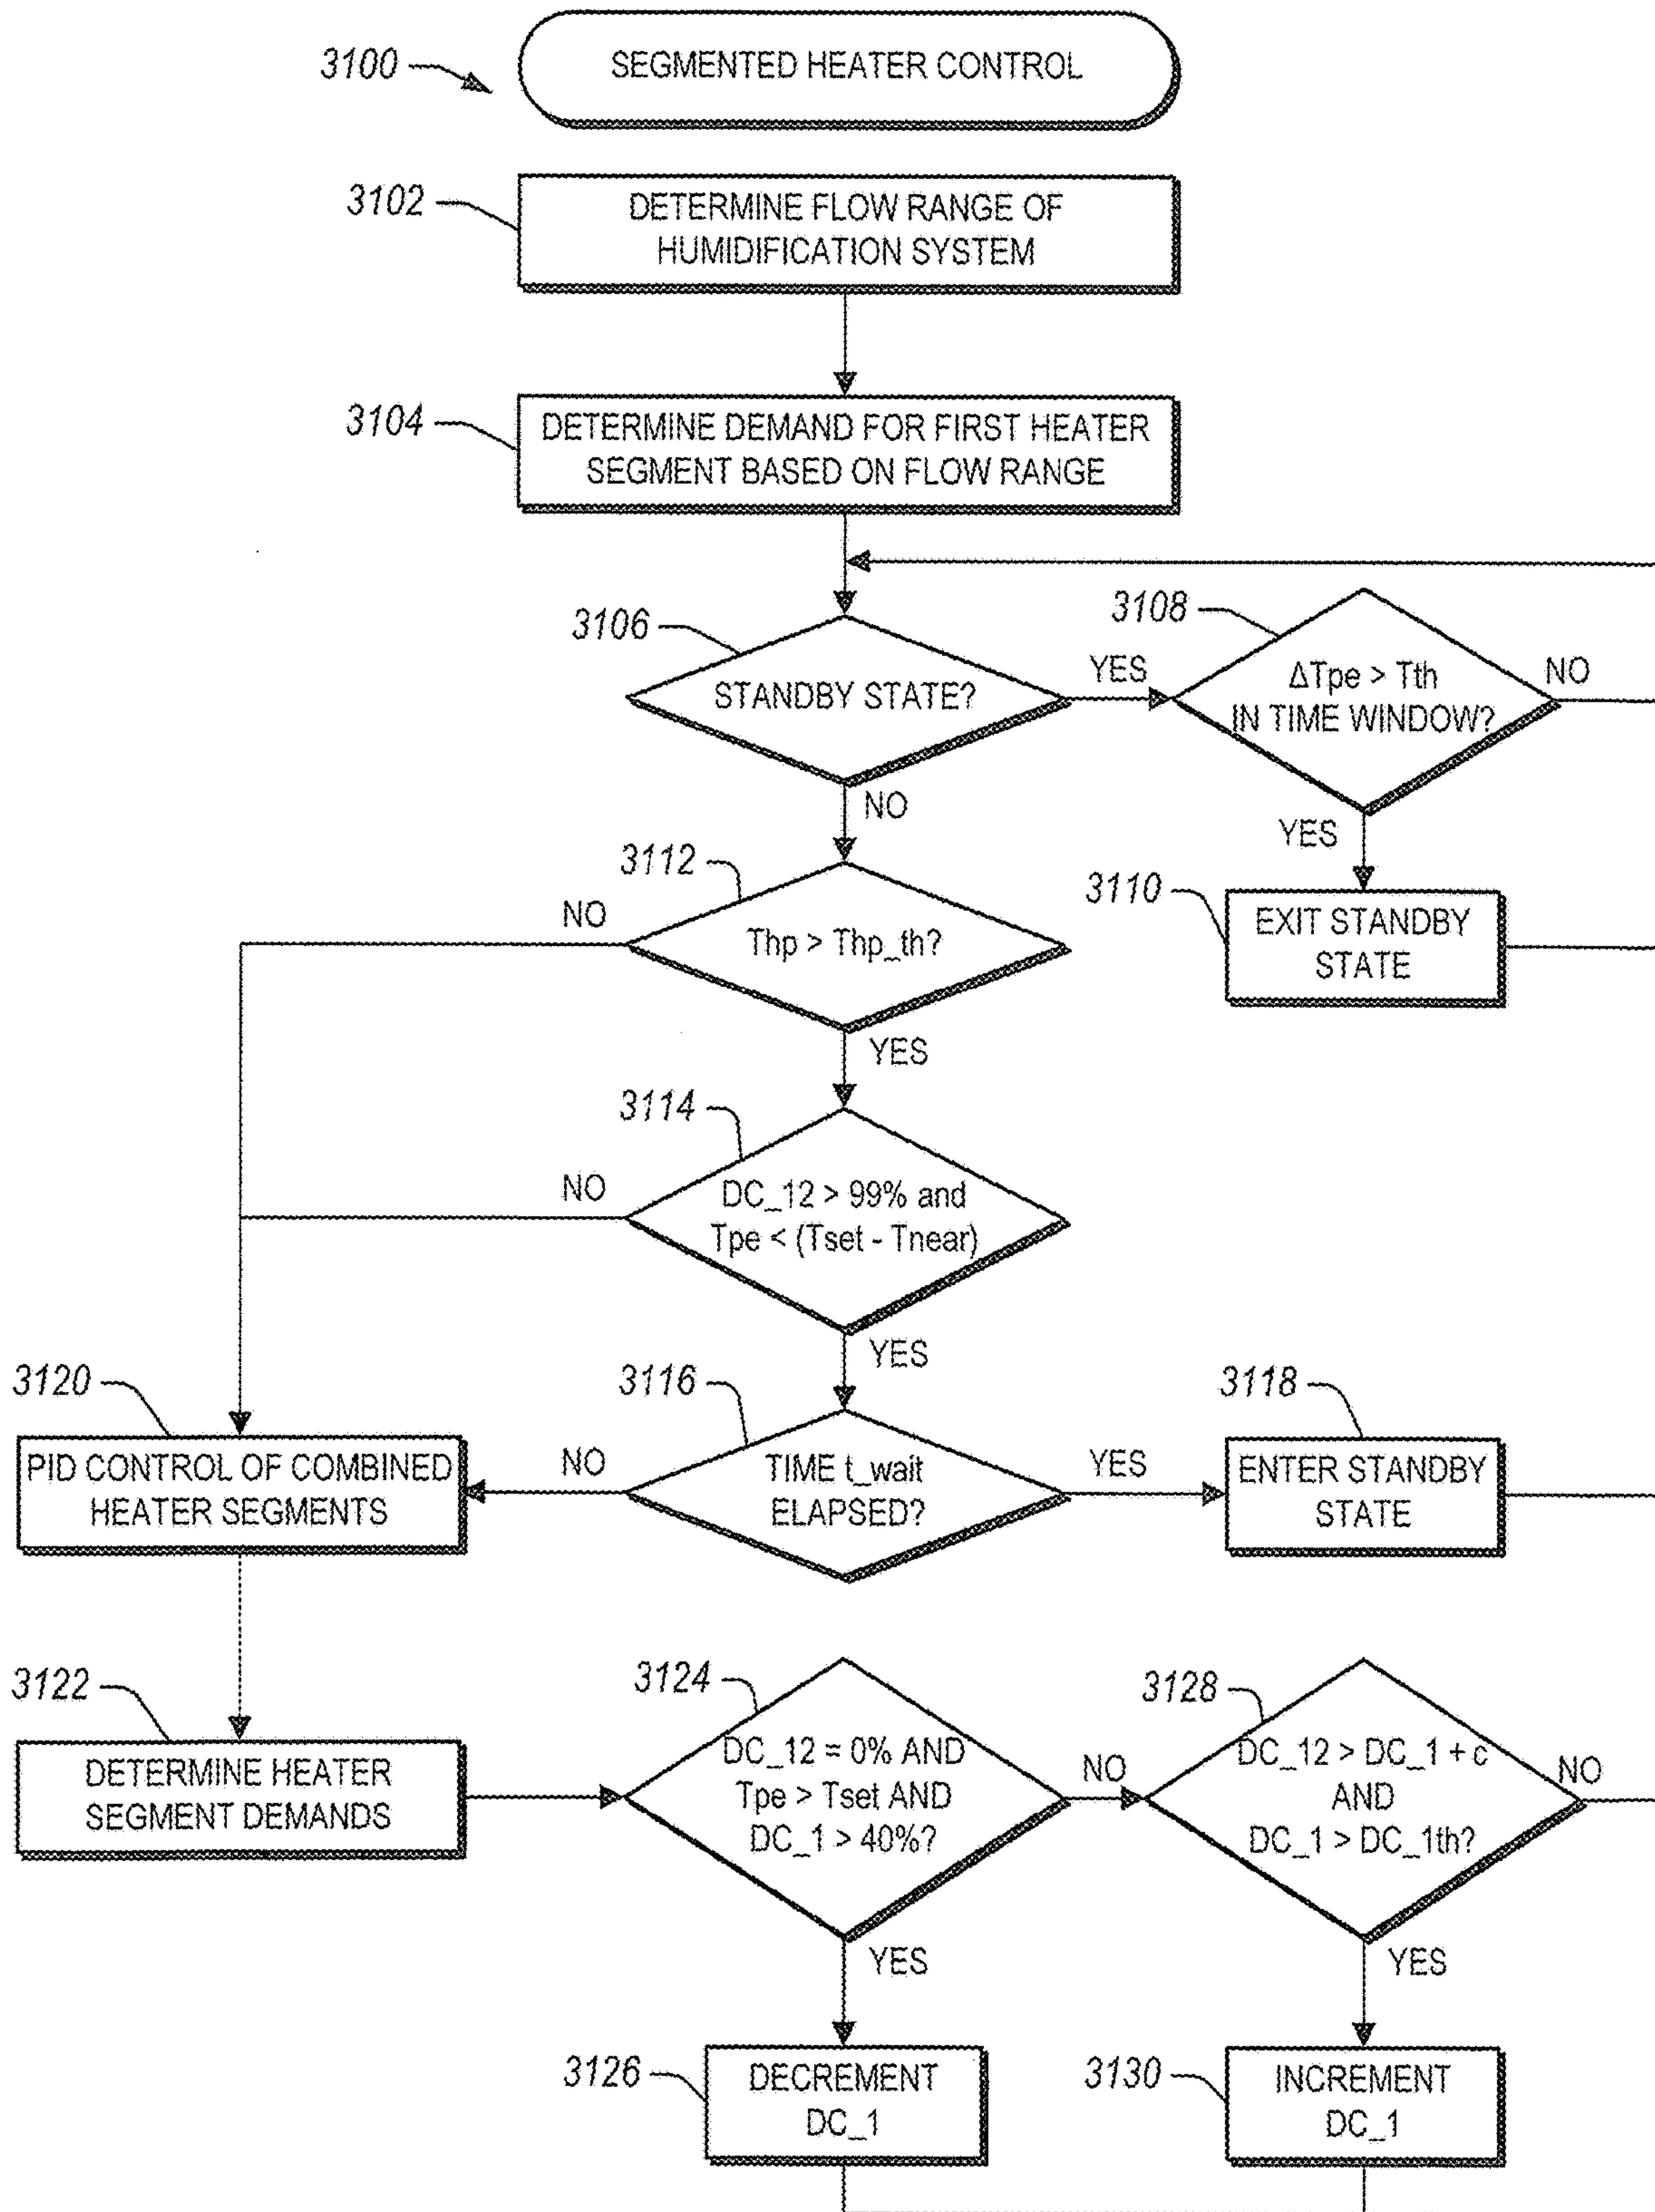 3100
SEGMENTED HEATER CONTROL
3102
DETERMINE FLOW RANGE OF
HUMIDIFICATION SYSTEM
3104
DETERMINE DEMAND FOR FIRST HEATER
SEGMENT BASED ON FLOW RANGE
3106
STANDBY STATE?
YES
NO
3108
ΔTpe > Tth
IN TIME WINDOW?
NO
YES
3110
EXIT STANDBY
STATE
3112
Thp > Thp_th?
NO
YES
3114
DC_12 > 99% and
Tpe < (Tset - Tnear)
NO
YES
3116
TIME t_wait
ELAPSED?
NO
YES
3118
ENTER STANDBY
STATE
3120
PID CONTROL OF COMBINED
HEATER SEGMENTS
3122
DETERMINE HEATER
SEGMENT DEMANDS
3124
DC_12 = 0% AND
Tpe > Tset AND
DC_1 > 40%?
NO
YES
3126
DECREMENT
DC_1
3128
DC_12 > DC_1 + c
AND
DC_1 > DC_1th?
NO
YES
3130
INCREMENT
DC_1